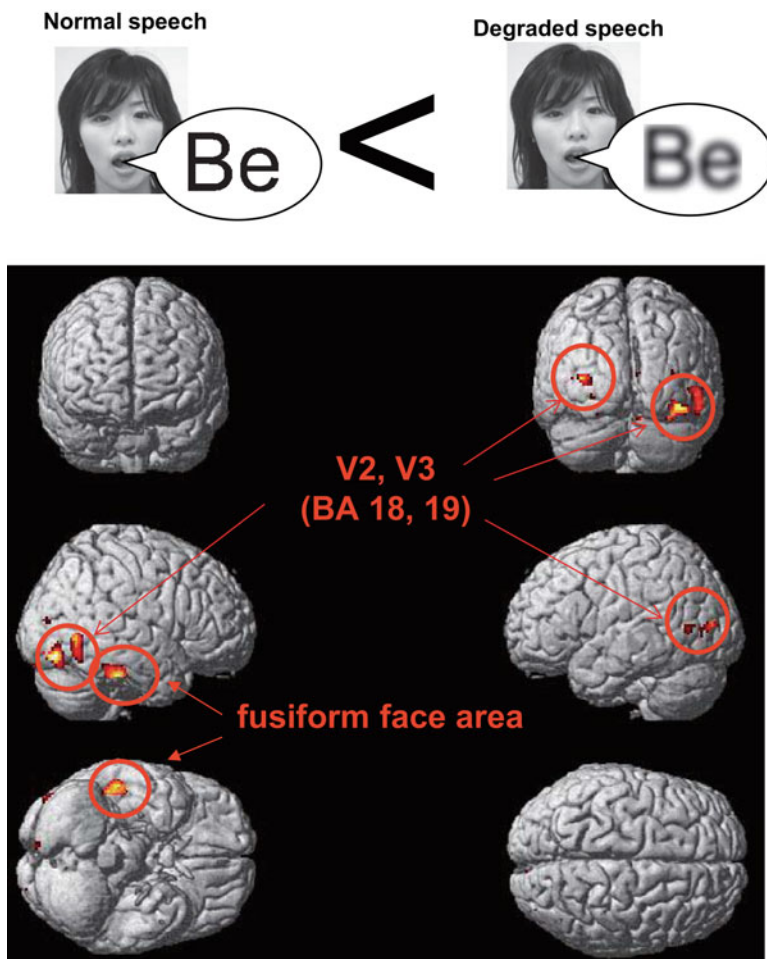 Normal speech
Degraded speech
Be
<
Be
V2, V3
(BA 18, 19)
fusiform face area